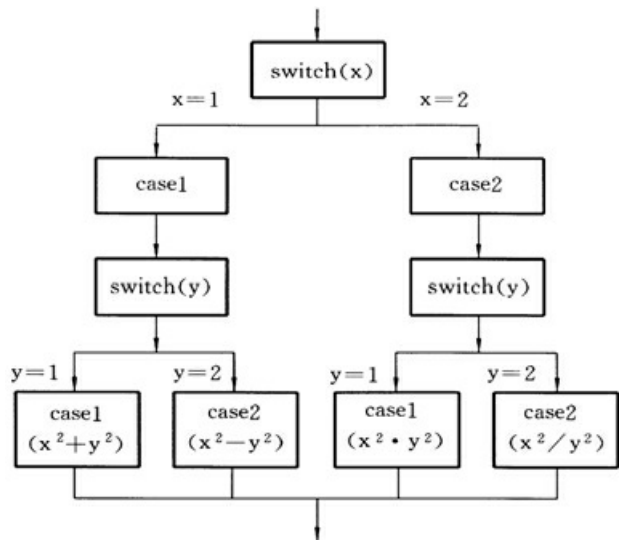 switch(x)
x=1
x=2
case1
case2
switch(y)
switch(y)
y=1
y=2
y=1
y=2
case1
(x²+y²)
case2
(x²−y²)
case1
(x²·y²)
case2
(x²/y²)